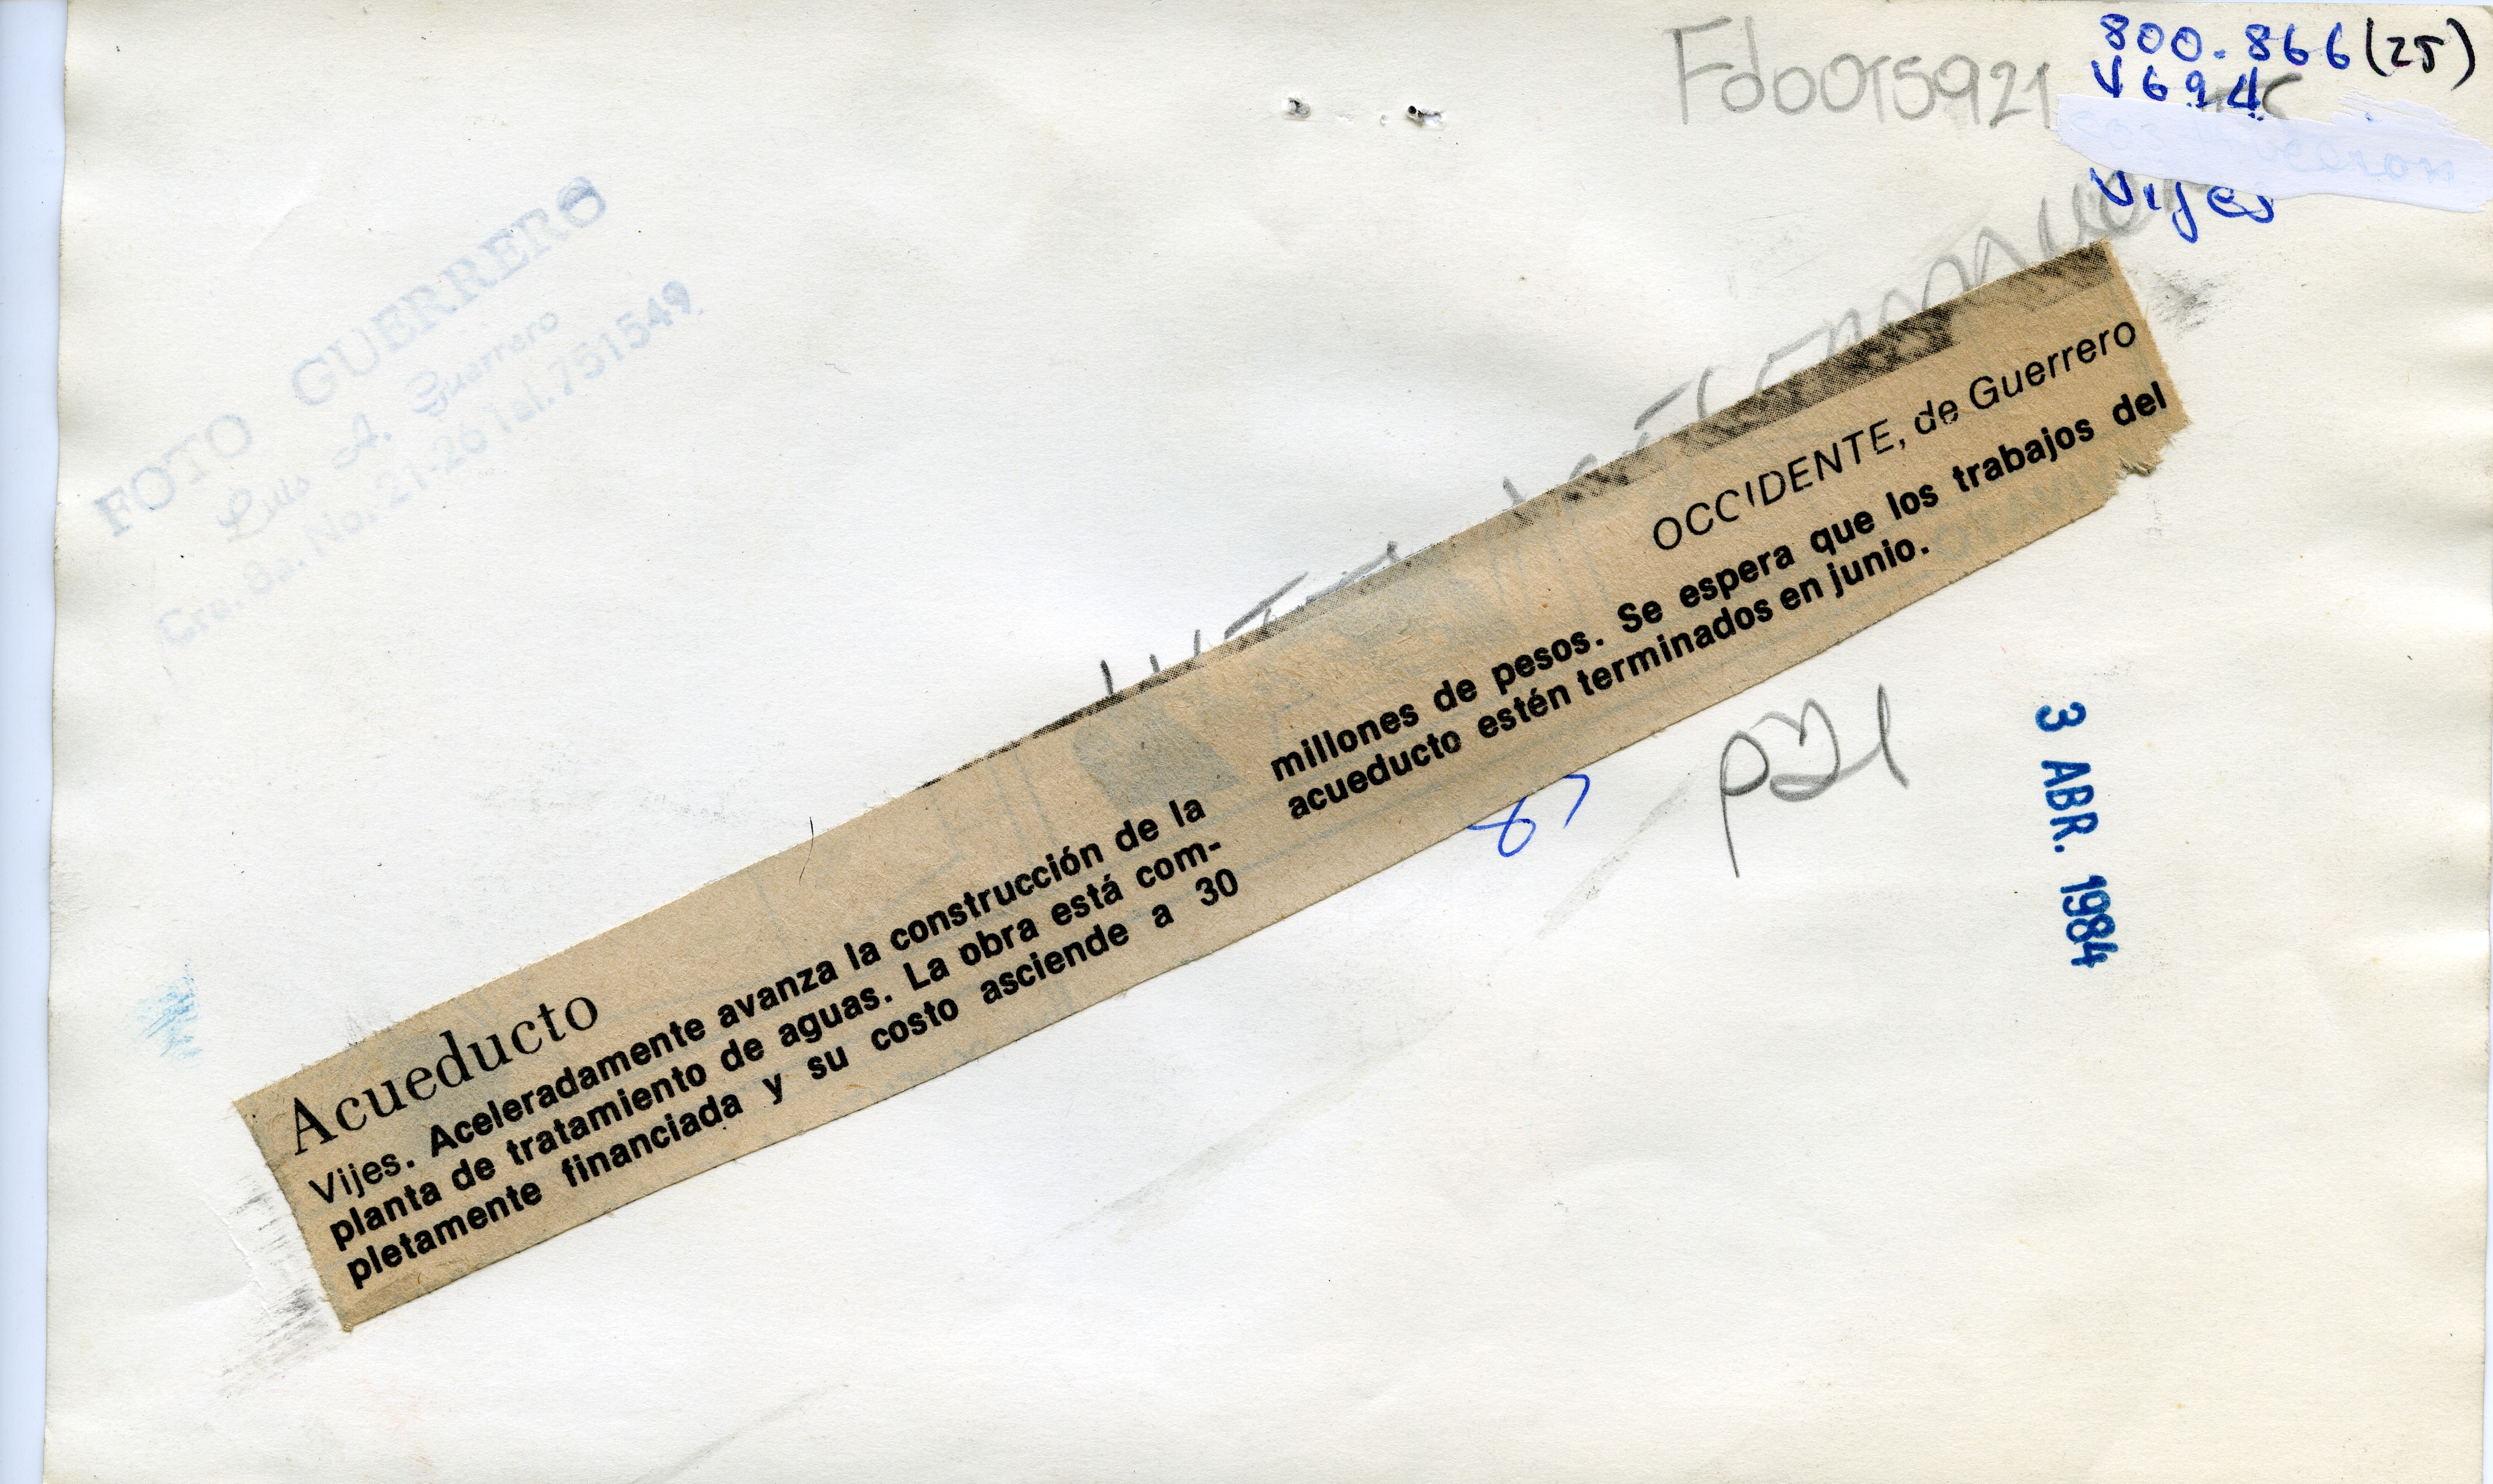 800.866(25)
V694
Fdo015921
Vijes
FOTO GUERRERO
Luis A. Guerrero
Cra. 8a. No. 21-26 Tel. 751549
OCCIDENTE, de Guerrero
Acueducto
Vijes. Aceleradamente avanza la construcción de la
planta de tratamiento de aguas. La obra está com-
pletamente financiada y su costo asciende a 30
millones de pesos. Se espera que los trabajos del
acueducto estén terminados en junio.
P21
3 ABR. 1984